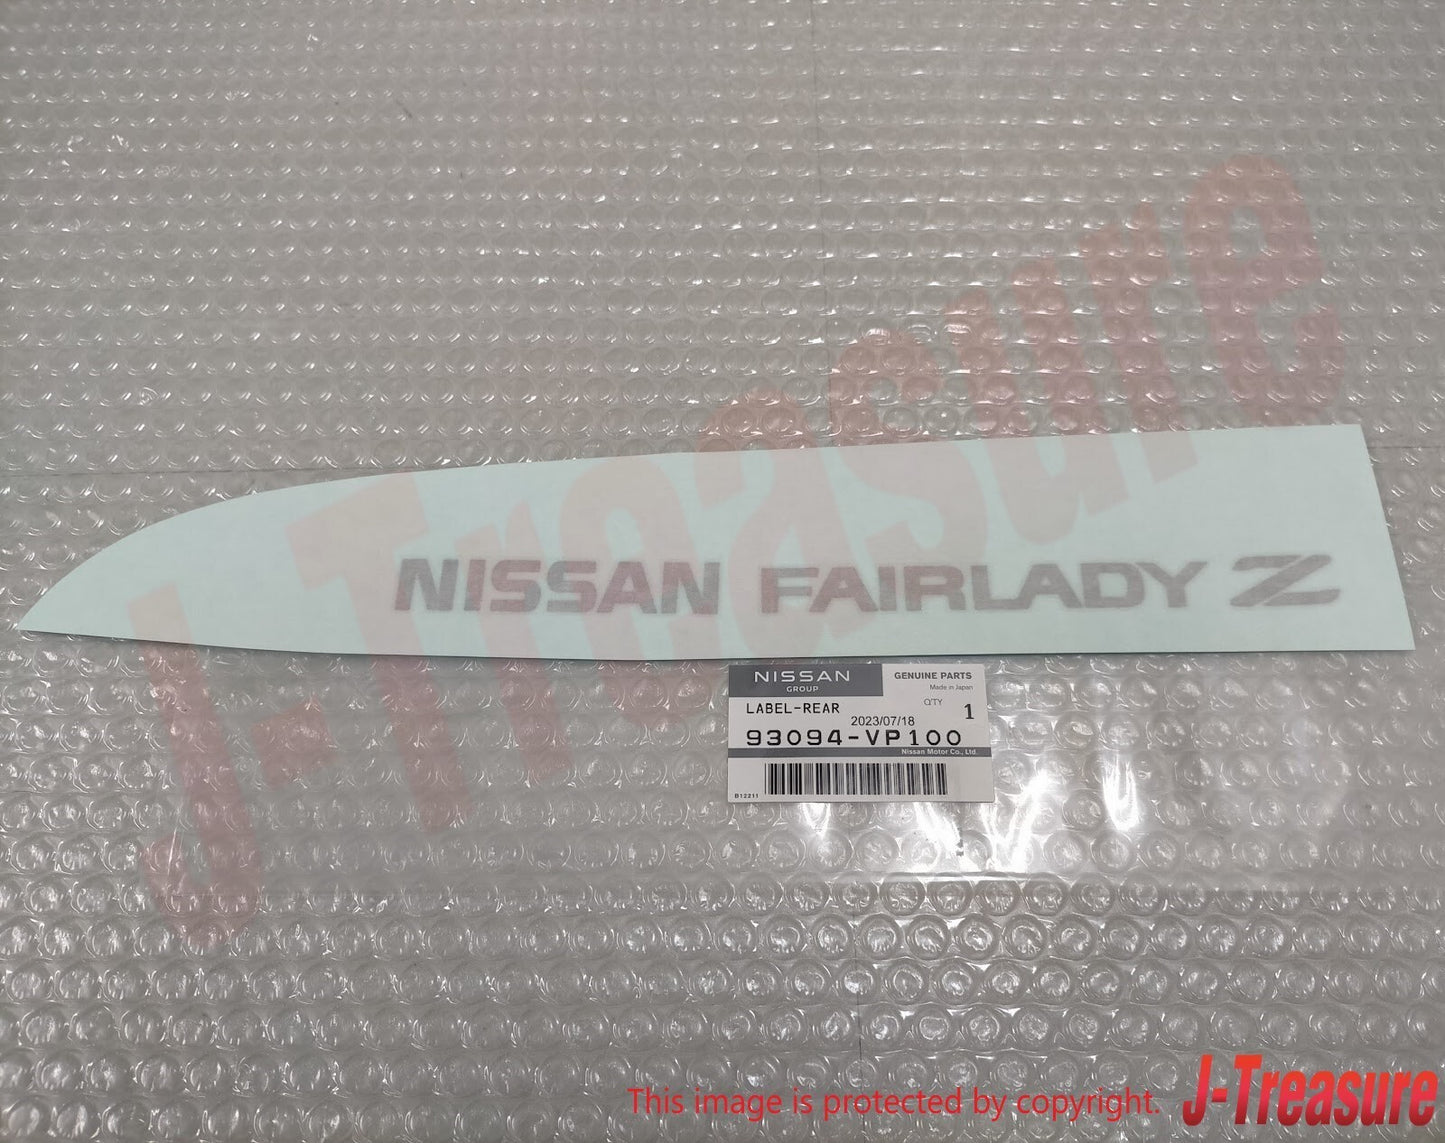 J-Treasure
NISSAN FAIRLADY Z
NISSAN
GROUP
GENUINE PARTS
Made in Japan
LABEL-REAR
Q'TY
1
2023/07/18
93094-VP100
Nissan Motor Co., Ltd.
B12211
This image is protected by copyright.
J-Treasure